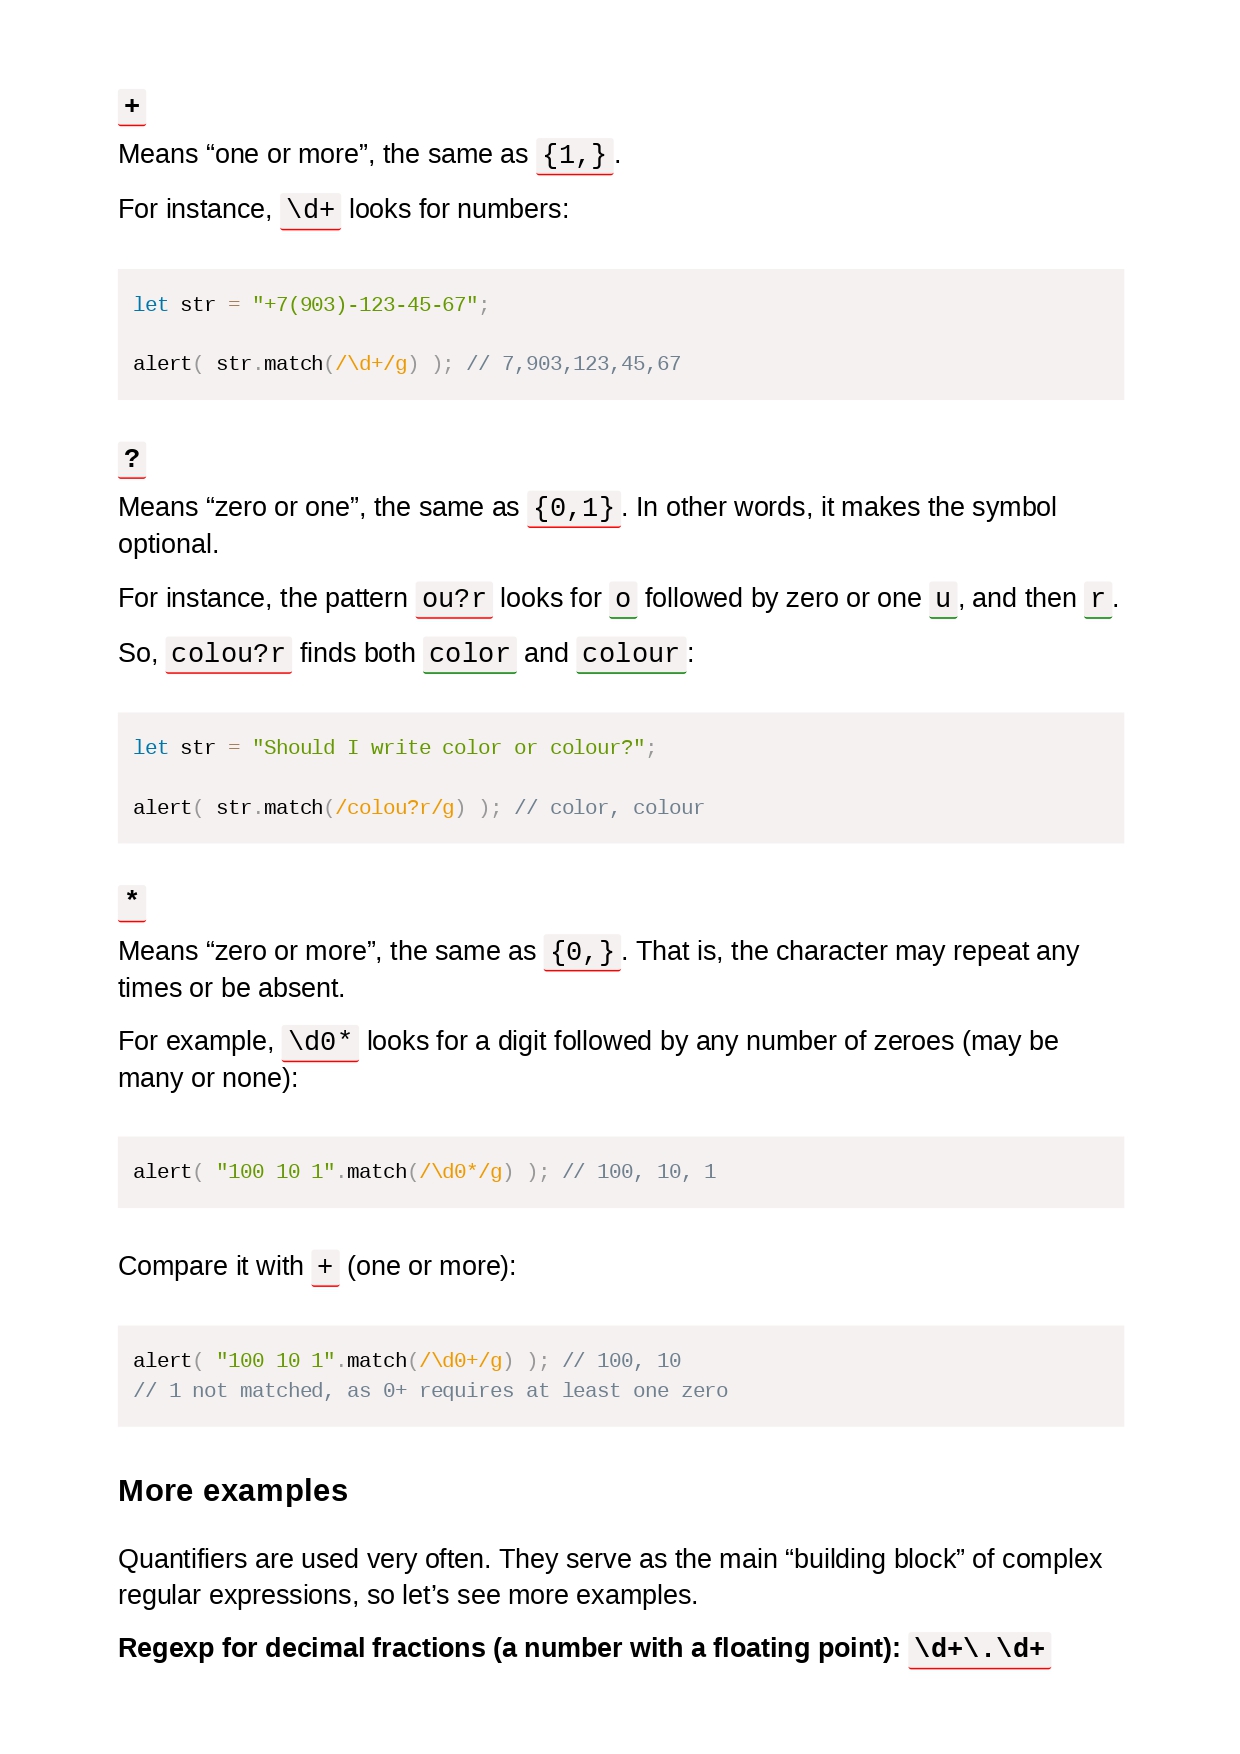 +
Means “one or more”, the same as {1,}.
For instance, \d+ looks for numbers:
let str = "+7(903)-123-45-67";
alert( str.match(/\d+/g) ); // 7,903,123,45,67
?
Means “zero or one”, the same as {0,1}. In other words, it makes the symbol
optional.
For instance, the pattern ou?r looks for o followed by zero or one u, and then r.
So, colou?r finds both color and colour:
let str = "Should I write color or colour?";
alert( str.match(/colou?r/g) ); // color, colour
*
Means “zero or more”, the same as {0,}. That is, the character may repeat any
times or be absent.
For example, \d0* looks for a digit followed by any number of zeroes (may be
many or none):
alert( "100 10 1".match(/\d0*/g) ); // 100, 10, 1
Compare it with + (one or more):
alert( "100 10 1".match(/\d0+/g) ); // 100, 10
// 1 not matched, as 0+ requires at least one zero
More examples
Quantifiers are used very often. They serve as the main “building block” of complex
regular expressions, so let’s see more examples.
Regexp for decimal fractions (a number with a floating point): \d+\.\d+